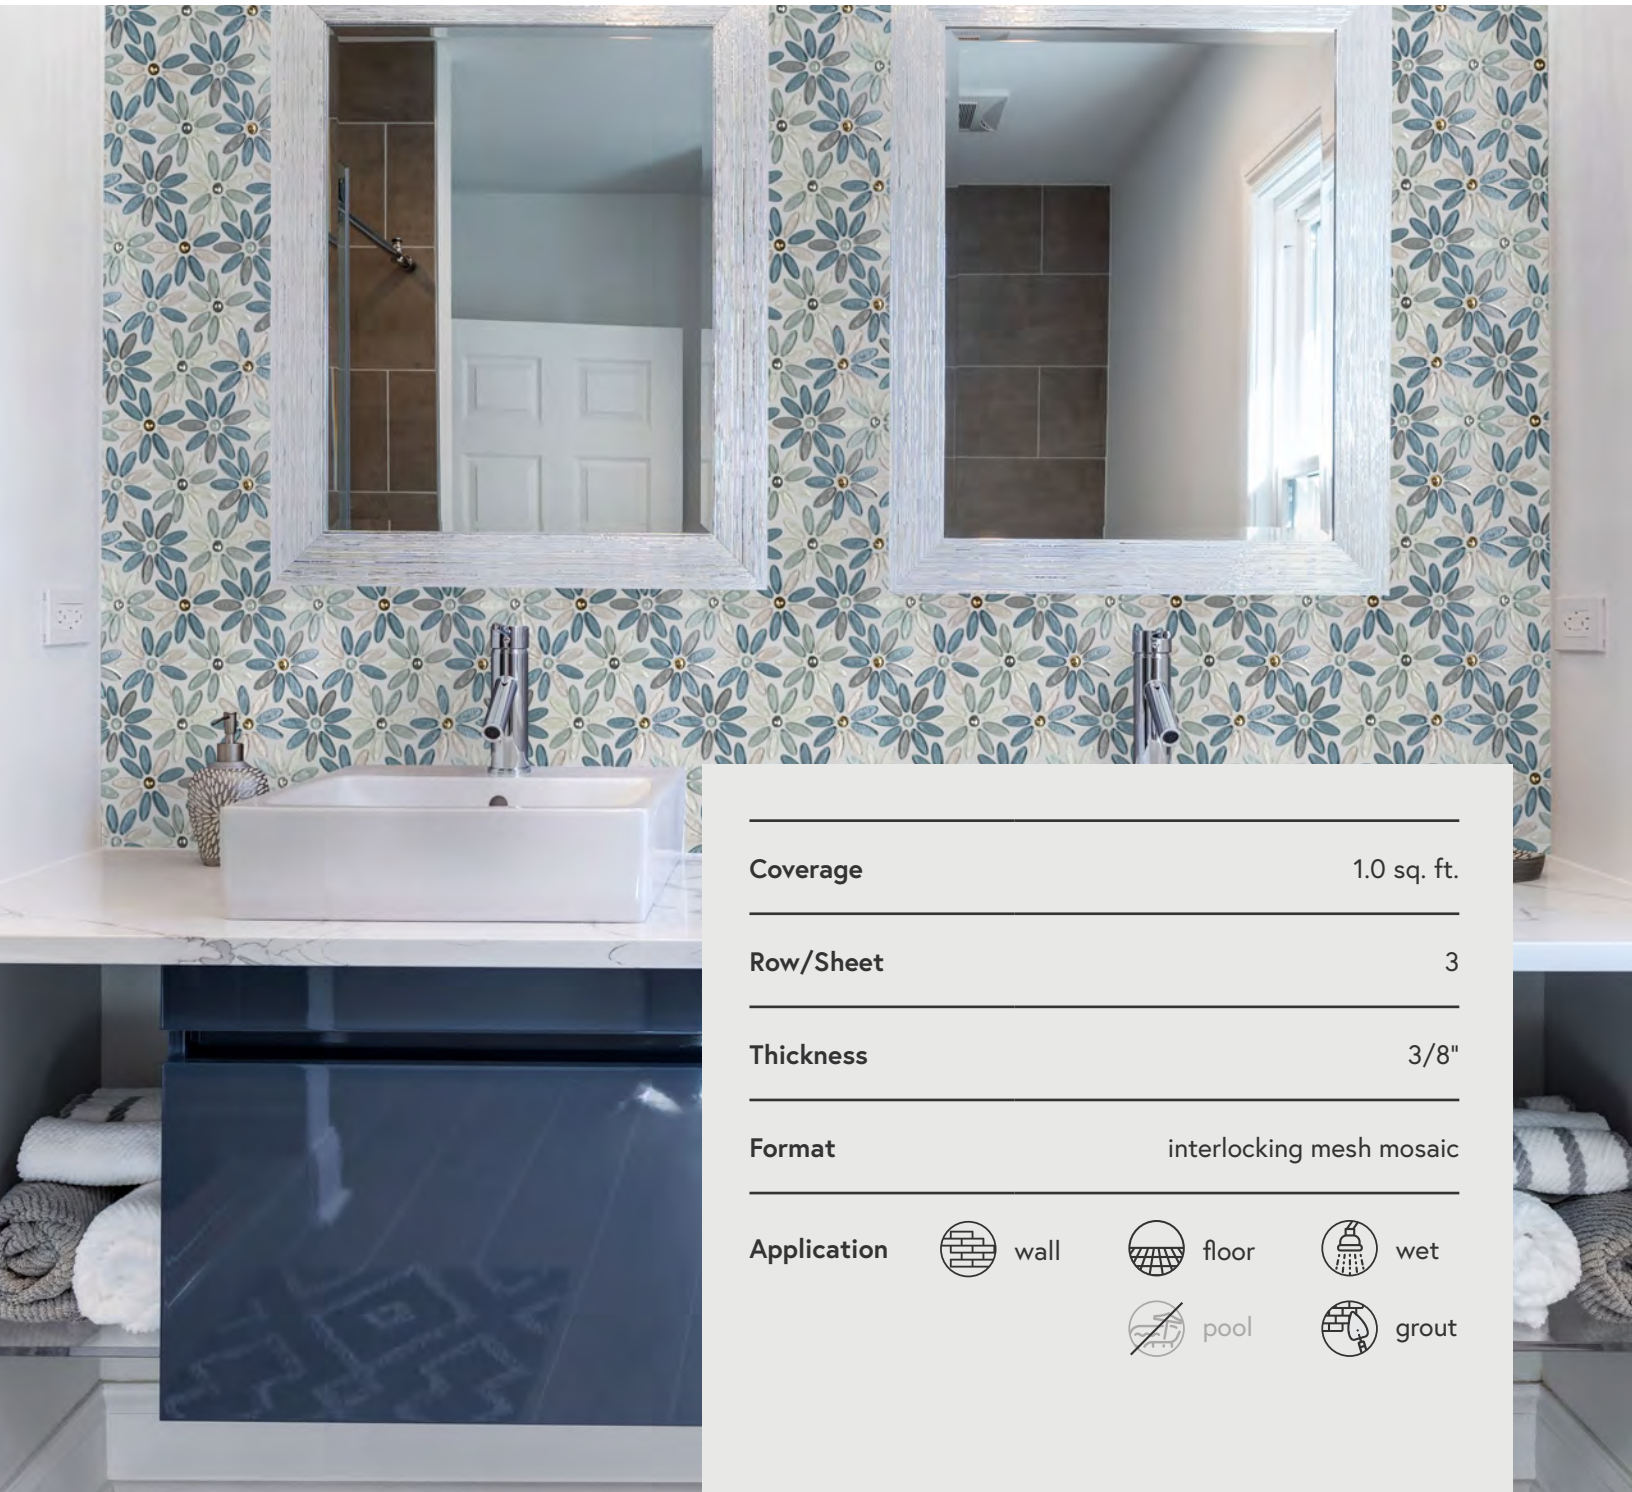 Coverage 1.0 sq. ft.
Row/Sheet 3
Thickness 3/8"
Format interlocking mesh mosaic
Application wall floor wet
pool grout